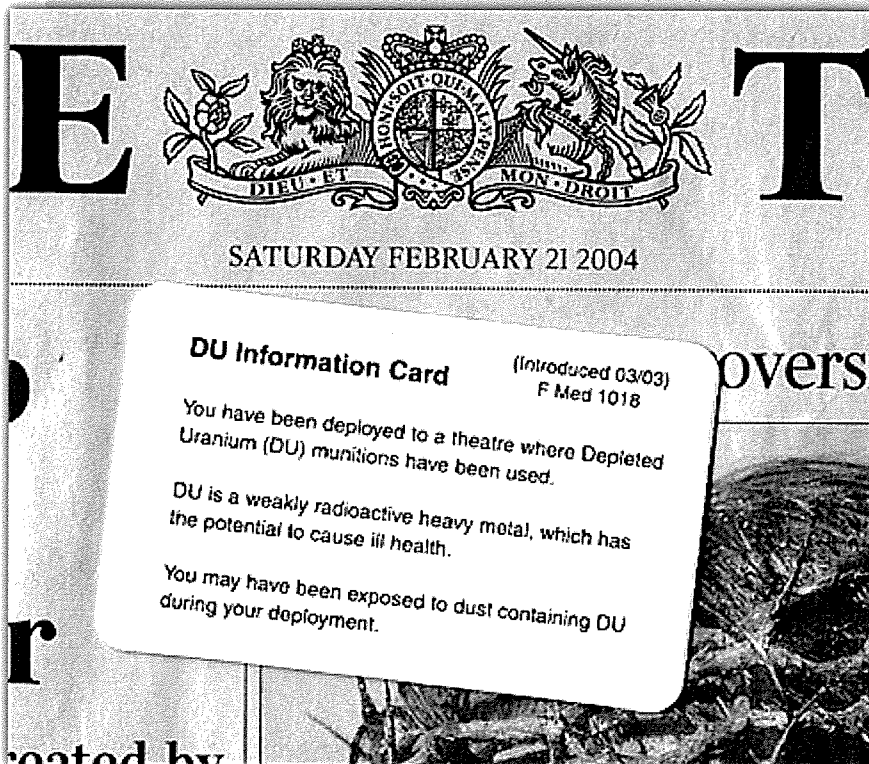 E T
HONI·SOIT·QUI·MAL·Y·PENSE
DIEU·ET MON·DROIT
SATURDAY FEBRUARY 21 2004
overs
DU Information Card
(Introduced 03/03)
F Med 1018
You have been deployed to a theatre where Depleted
Uranium (DU) munitions have been used.
DU is a weakly radioactive heavy metal, which has
the potential to cause ill health.
You may have been exposed to dust containing DU
during your deployment.
r
reated by